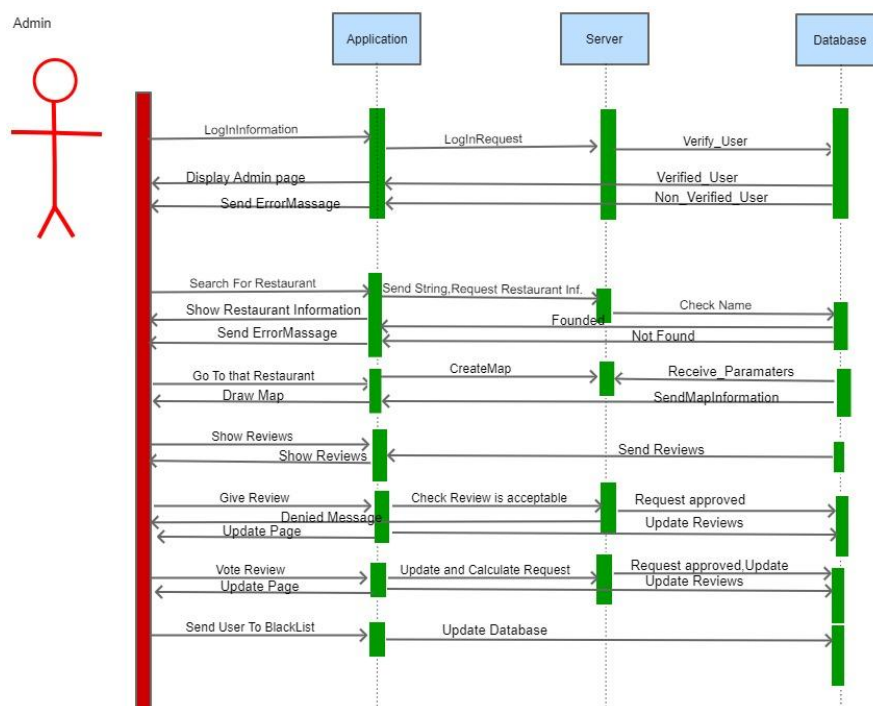 Admin
Application
Server
Database
LogInInformation
LogInRequest
Verify_User
Display Admin page
Verified_User
Send ErrorMassage
Non_Verified_User
Search For Restaurant
Send String,Request Restaurant Inf.
Check Name
Show Restaurant Information
Founded
Send ErrorMassage
Not Found
Go To that Restaurant
CreateMap
Receive_Paramaters
Draw Map
SendMapInformation
Show Reviews
Show Reviews
Send Reviews
Give Review
Check Review is acceptable
Request approved
Denied Message
Update Page
Update Reviews
Vote Review
Update and Calculate Request
Request approved,Update
Update Page
Update Reviews
Send User To BlackList
Update Database